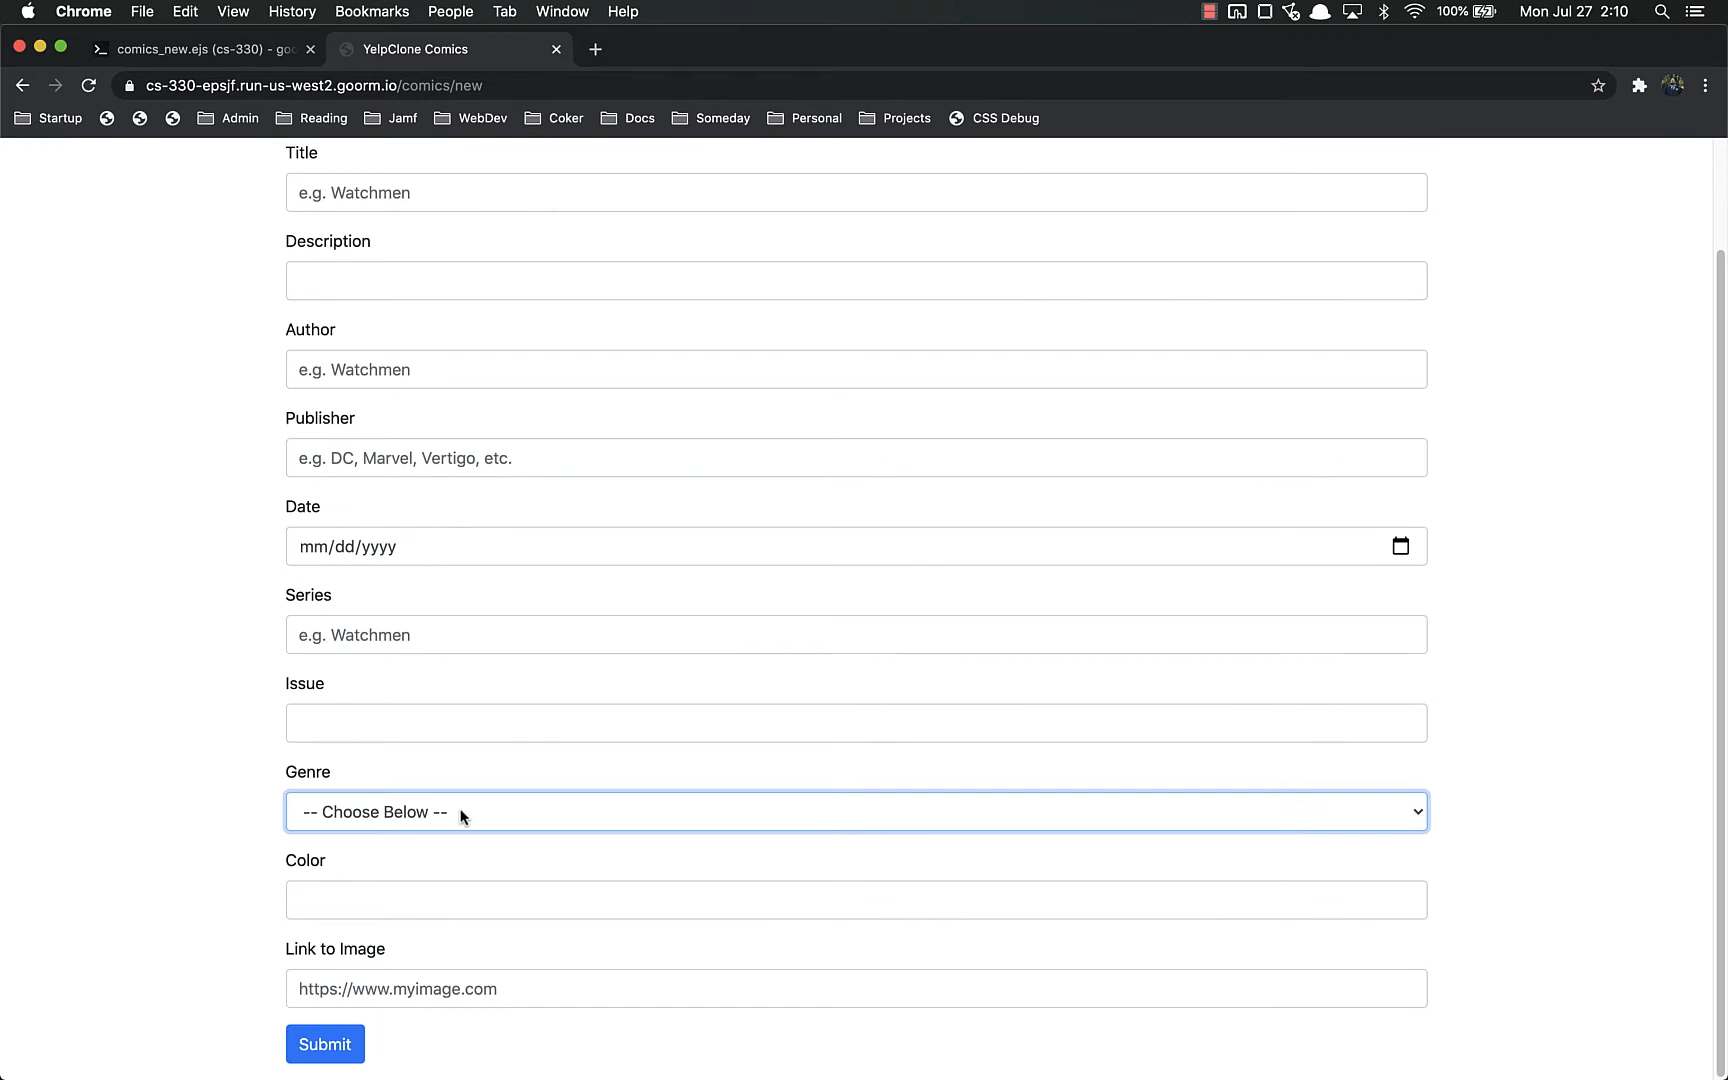 Chrome File Edit View History Bookmarks People Tab Window Help 100% Mon Jul 27 2:10
comics_new.ejs (cs-330) - goo YelpClone Comics
cs-330-epsjf.run-us-west2.goorm.io/comics/new
Startup Admin Reading Jamf WebDev Coker Docs Someday Personal Projects CSS Debug
Title
e.g. Watchmen
Description
Author
e.g. Watchmen
Publisher
e.g. DC, Marvel, Vertigo, etc.
Date
mm/dd/yyyy
Series
e.g. Watchmen
Issue
Genre
-- Choose Below --
Color
Link to Image
https://www.myimage.com
Submit